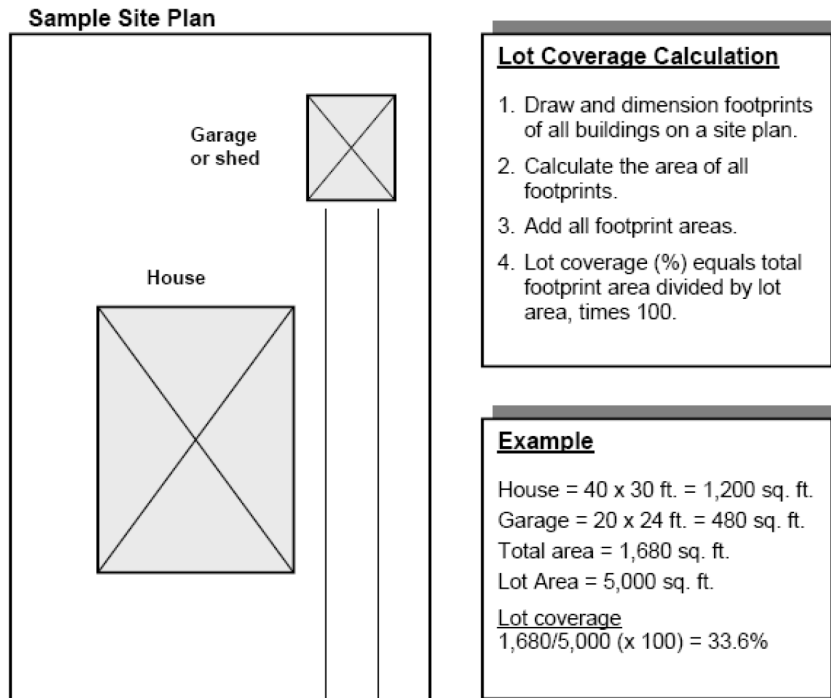 Sample Site Plan
Garage
or shed
House
Lot Coverage Calculation
1. Draw and dimension footprints
of all buildings on a site plan.
2. Calculate the area of all
footprints.
3. Add all footprint areas.
4. Lot coverage (%) equals total
footprint area divided by lot
area, times 100.
Example
House = 40 x 30 ft. = 1,200 sq. ft.
Garage = 20 x 24 ft. = 480 sq. ft.
Total area = 1,680 sq. ft.
Lot Area = 5,000 sq. ft.
Lot coverage
1,680/5,000 (x 100) = 33.6%